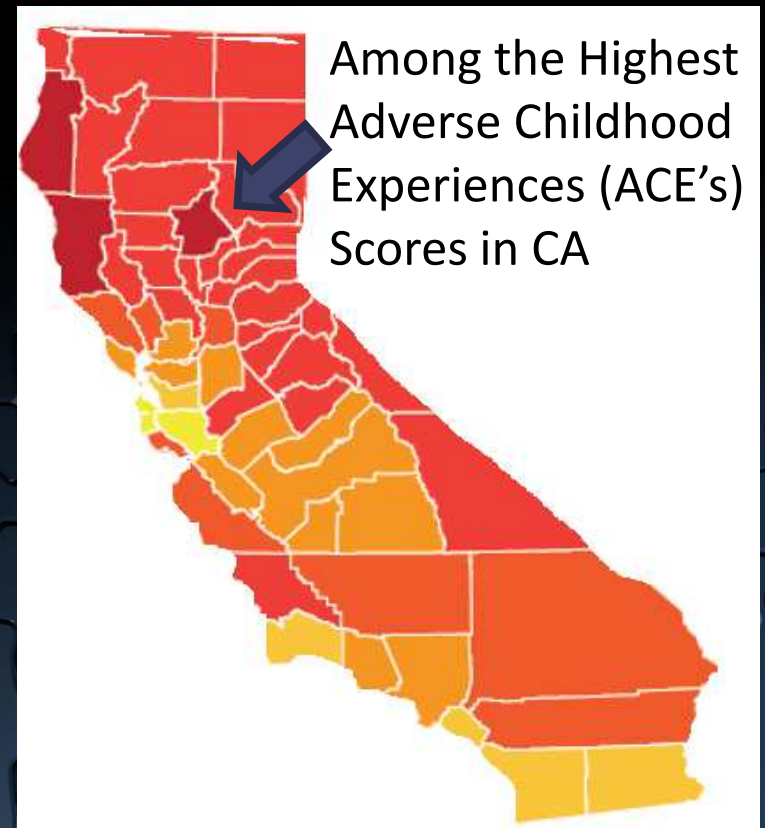 Among the Highest
Adverse Childhood
Experiences (ACE's)
Scores in CA